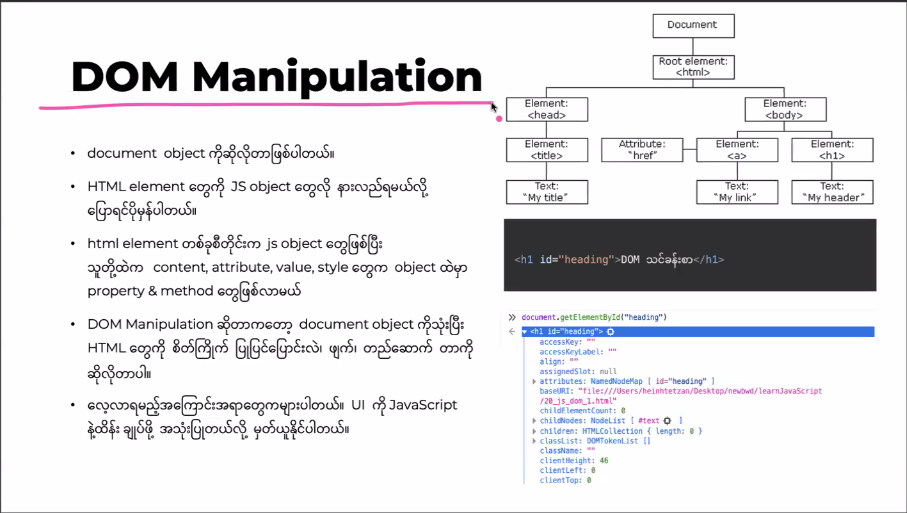 DOM Manipulation
• document object ကိုဆိုလိုတာဖြစ်ပါတယ်။
• HTML element တွေကို JS object တွေလို နားလည်ရမယ်လို့
ပြောရင်ပိုမှန်ပါတယ်။
• html element တစ်ခုစီတိုင်းက js object တွေဖြစ်ပြီး
သူတို့ထဲက content, attribute, value, style တွေက object ထဲမှာ
property & method တွေဖြစ်လာမယ်
• DOM Manipulation ဆိုတာကတော့ document object ကိုသုံးပြီး
HTML တွေကို စိတ်ကြိုက် ပြုပြင်ပြောင်းလဲ၊ ဖျက်၊ တည်ဆောက် တာကို
ဆိုလိုတာပါ။
• လေ့လာရမည့်အကြောင်းအရာတွေကများပါတယ်။ UI ကို JavaScript
နဲ့ထိန်း ချုပ်ဖို့ အသုံးပြုတယ်လို့ မှတ်ယူနိုင်ပါတယ်။
Document
Root element:
<html>
Element:
<head>
Element:
<body>
Element:
<title>
Attribute:
"href"
Element:
<a>
Element:
<h1>
Text:
"My title"
Text:
"My link"
Text:
"My header"
<h1 id="heading">DOM သင်ခန်းစာ</h1>
document.getElementById("heading")
<h1 id="heading">
accessKey: ""
accessKeyLabel: ""
align: ""
assignedSlot: null
attributes: NamedNodeMap [ id="heading" ]
baseURI: "file:///Users/heinhtetzan/Desktop/newbwd/learnJavaScript
/20_js_dom_1.html"
childElementCount: 0
childNodes: NodeList [ #text ]
children: HTMLCollection { length: 0 }
classList: DOMTokenList []
className: ""
clientHeight: 46
clientLeft: 0
clientTop: 0